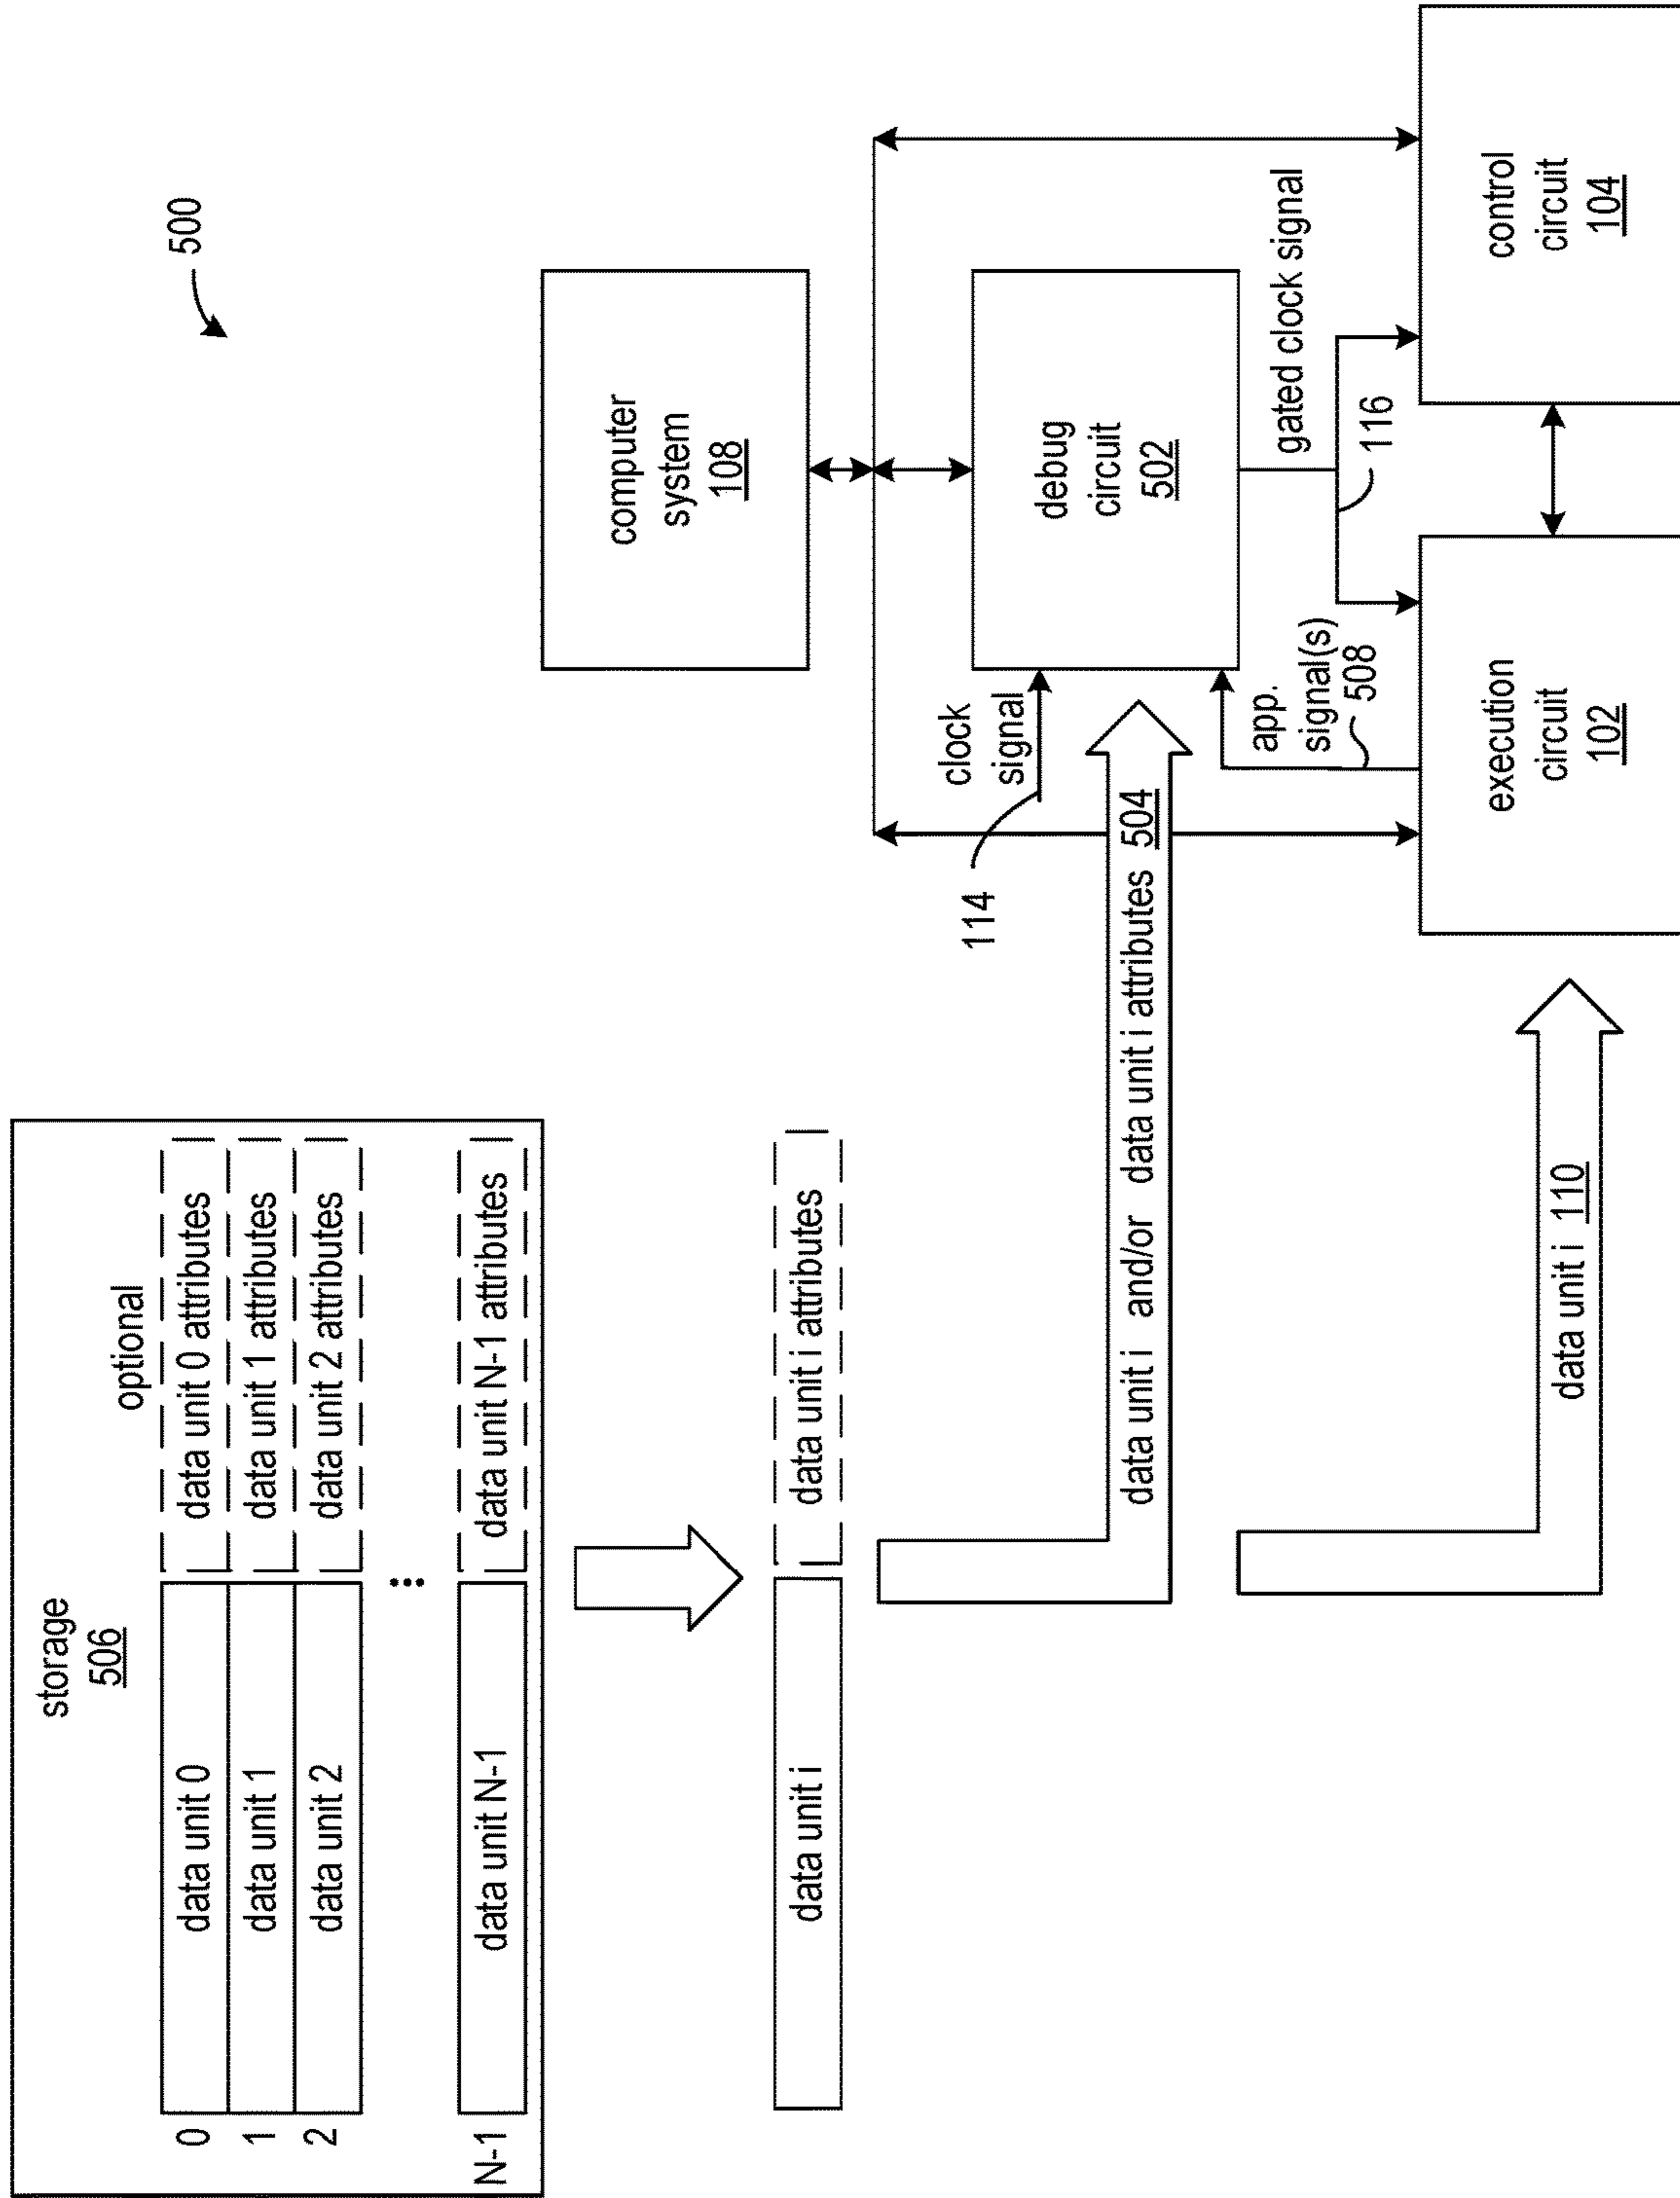 500
storage
506
optional
0
data unit 0
data unit 0 attributes
1
data unit 1
data unit 1 attributes
2
data unit 2
data unit 2 attributes
...
N-1
data unit N-1
data unit N-1 attributes
data unit i
data unit i attributes
computer
system
108
data unit i and/or data unit i attributes 504
114
clock
signal
debug
circuit
502
app.
signal(s)
508
gated clock signal
116
data unit i 110
execution
circuit
102
control
circuit
104